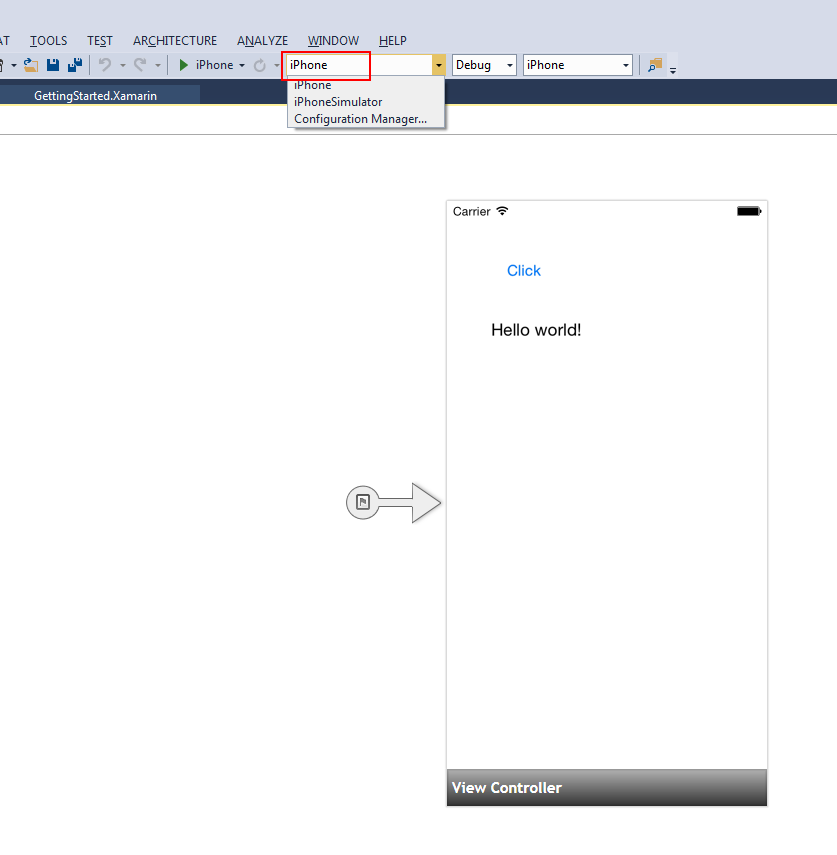 AT TOOLS TEST ARCHITECTURE ANALYZE WINDOW HELP
iPhone iPhone Debug iPhone
iPhone
GettingStarted.Xamarin
iPhoneSimulator
Configuration Manager...
Carrier
Click
Hello world!
View Controller